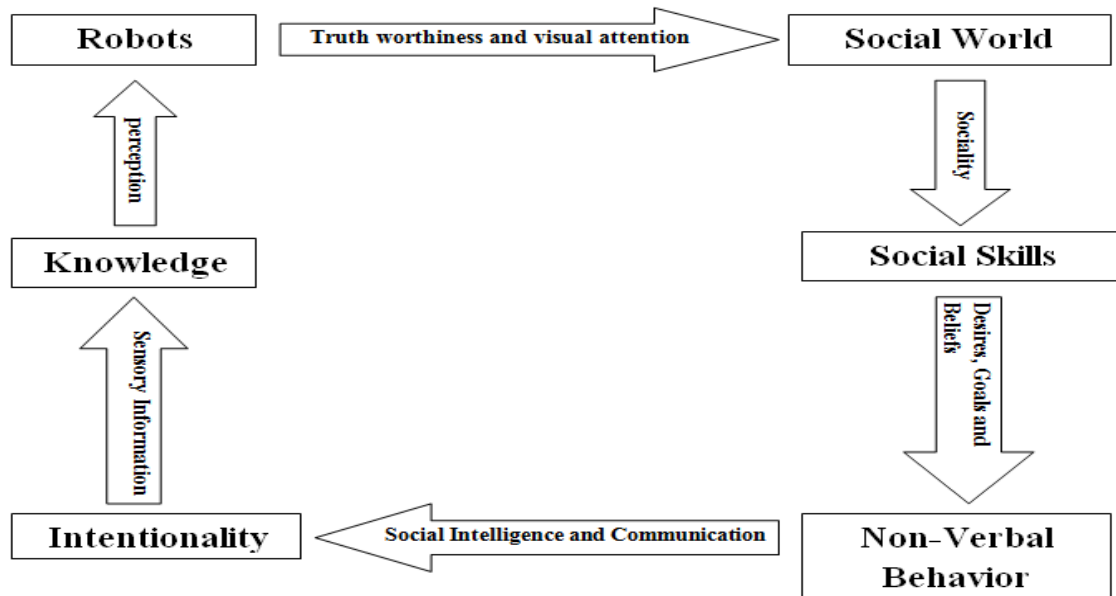 Robots
Truth worthiness and visual attention
Social World
perception
Sociality
Knowledge
Social Skills
Sensory Information
Desires, Goals and
Beliefs
Intentionality
Social Intelligence and Communication
Non-Verbal
Behavior